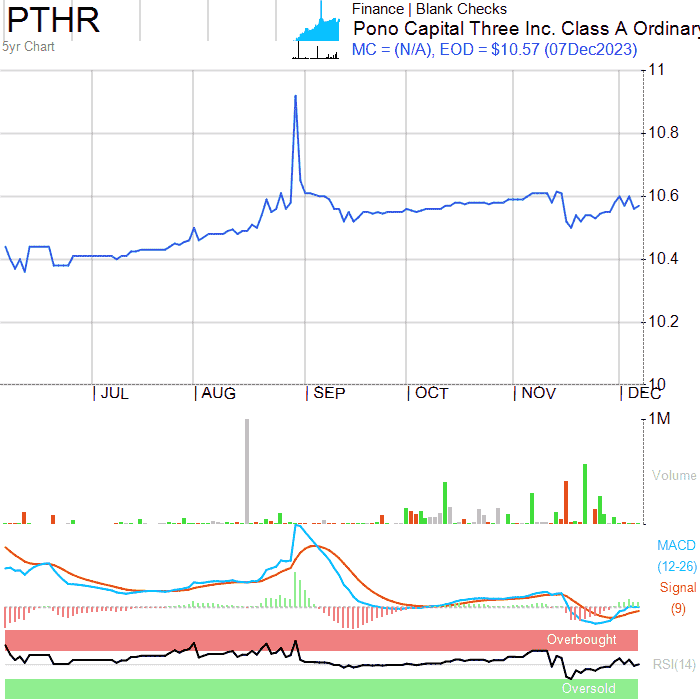 PTHR
Finance | Blank Checks
Pono Capital Three Inc. Class A Ordinary
5yr Chart
MC = (N/A), EOD = $10.57 (07Dec2023)
11
10.8
10.6
10.4
10.2
10
JUL AUG SEP OCT NOV DEC
1M
Volume
MACD
(12-26)
Signal
(9)
Overbought
RSI(14)
Oversold